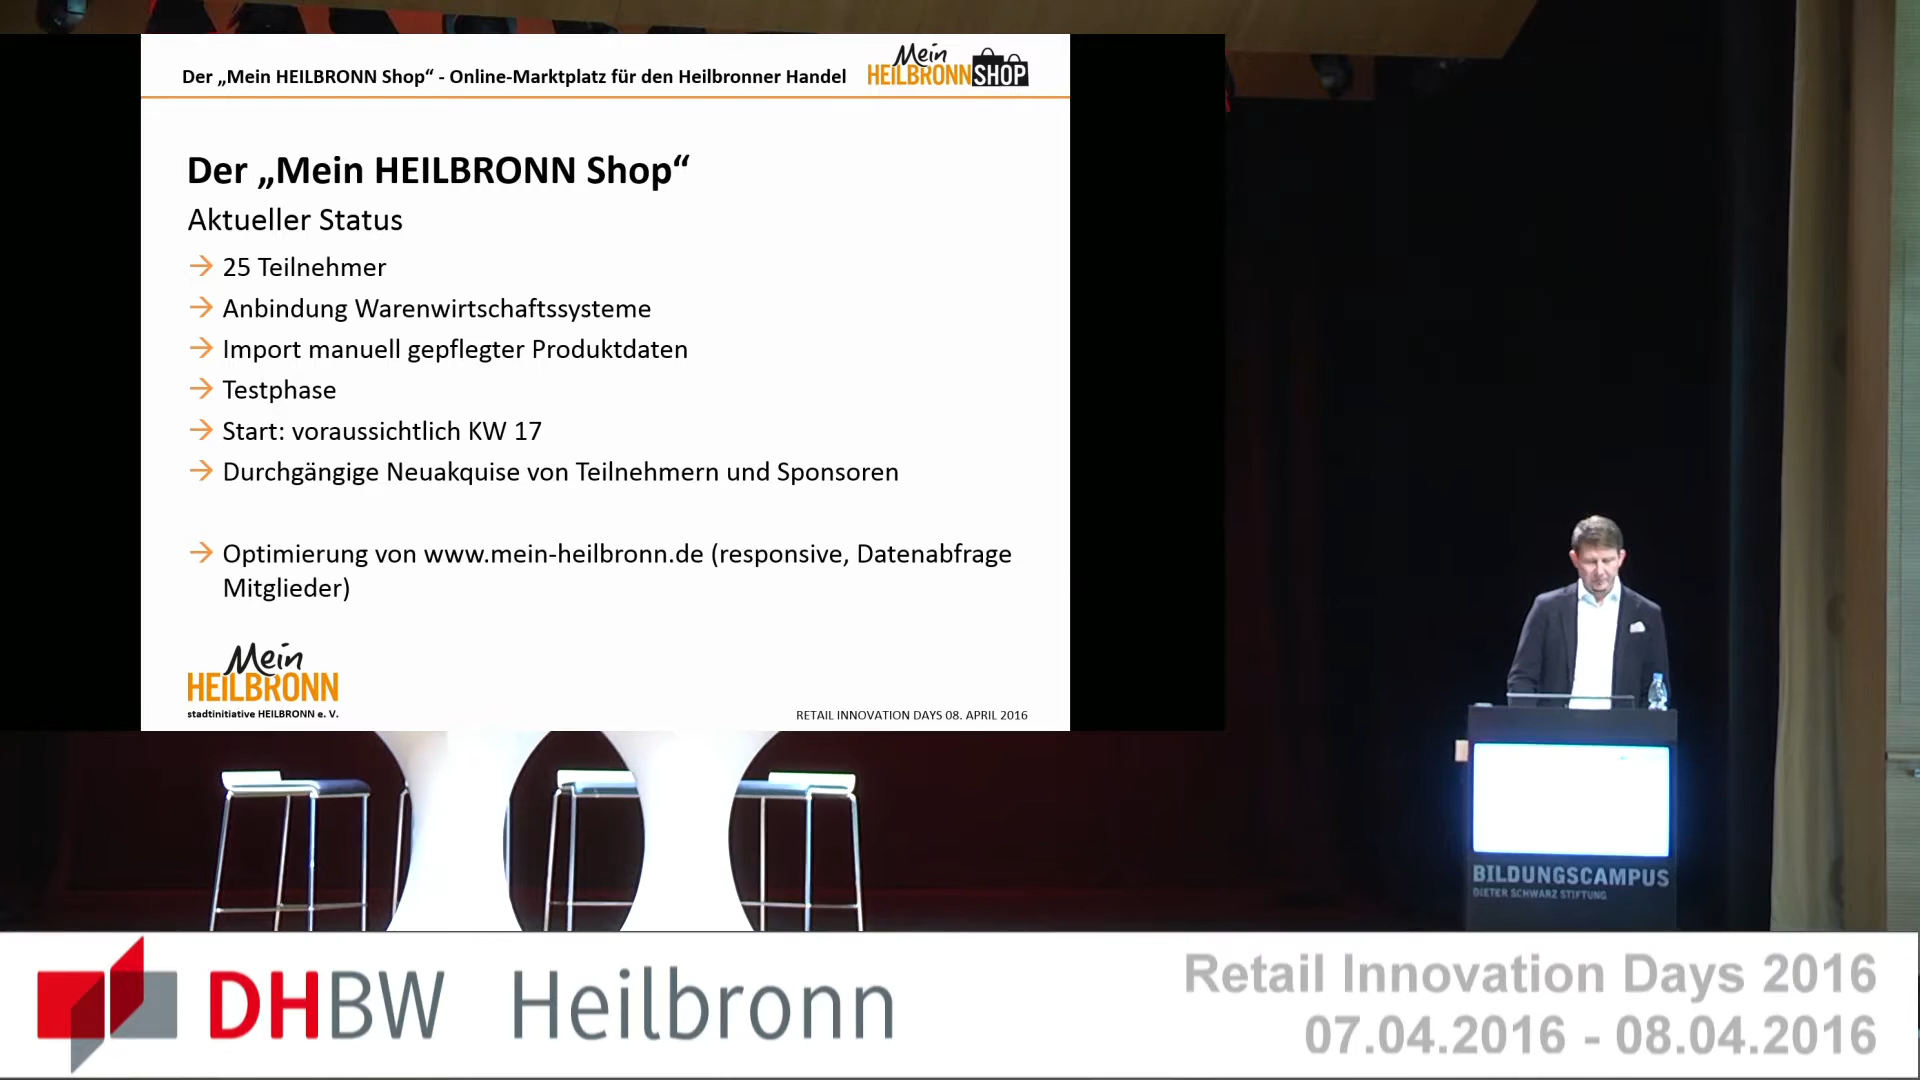 Der „Mein HEILBRONN Shop“ - Online-Marktplatz für den Heilbronner Handel
Mein
HEILBRONN SHOP
Der „Mein HEILBRONN Shop“
Aktueller Status
→ 25 Teilnehmer
→ Anbindung Warenwirtschaftssysteme
→ Import manuell gepflegter Produktdaten
→ Testphase
→ Start: voraussichtlich KW 17
→ Durchgängige Neuakquise von Teilnehmern und Sponsoren
→ Optimierung von www.mein-heilbronn.de (responsive, Datenabfrage
Mitglieder)
Mein
HEILBRONN
stadtinitiative HEILBRONN e. V.
RETAIL INNOVATION DAYS 08. APRIL 2016
BILDUNGSCAMPUS
DIETER SCHWARZ STIFTUNG
DHBW Heilbronn
Retail Innovation Days 2016
07.04.2016 - 08.04.2016